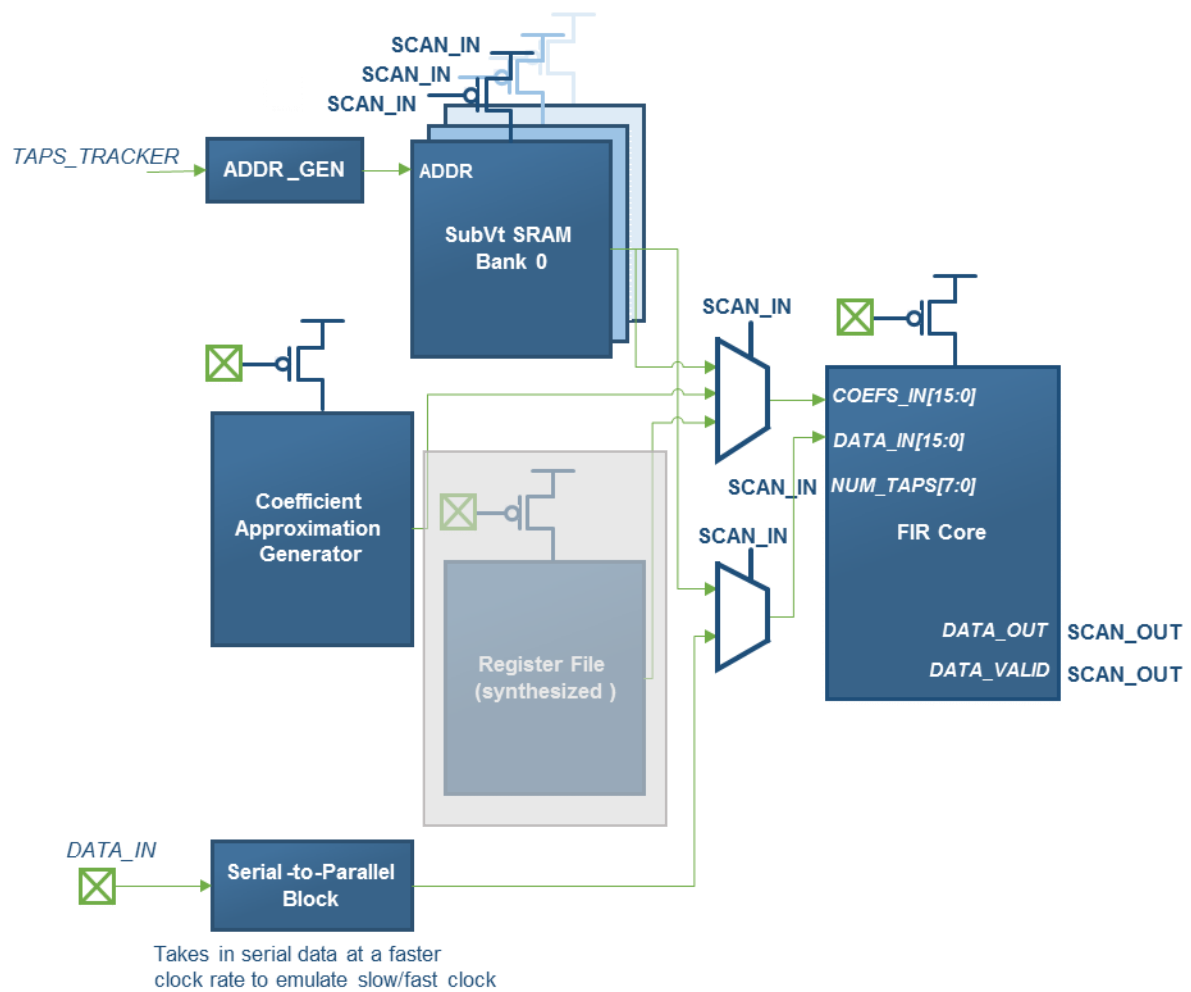 SCAN_IN
SCAN_IN
SCAN_IN
TAPS_TRACKER
ADDR_GEN
ADDR
SubVt SRAM
Bank 0
SCAN_IN
COEFS_IN[15:0]
DATA_IN[15:0]
SCAN_IN
NUM_TAPS[7:0]
FIR Core
Coefficient
Approximation
Generator
SCAN_IN
Register File
(synthesized )
DATA_OUT
SCAN_OUT
DATA_VALID
SCAN_OUT
DATA_IN
Serial-to-Parallel
Block
Takes in serial data at a faster
clock rate to emulate slow/fast clock